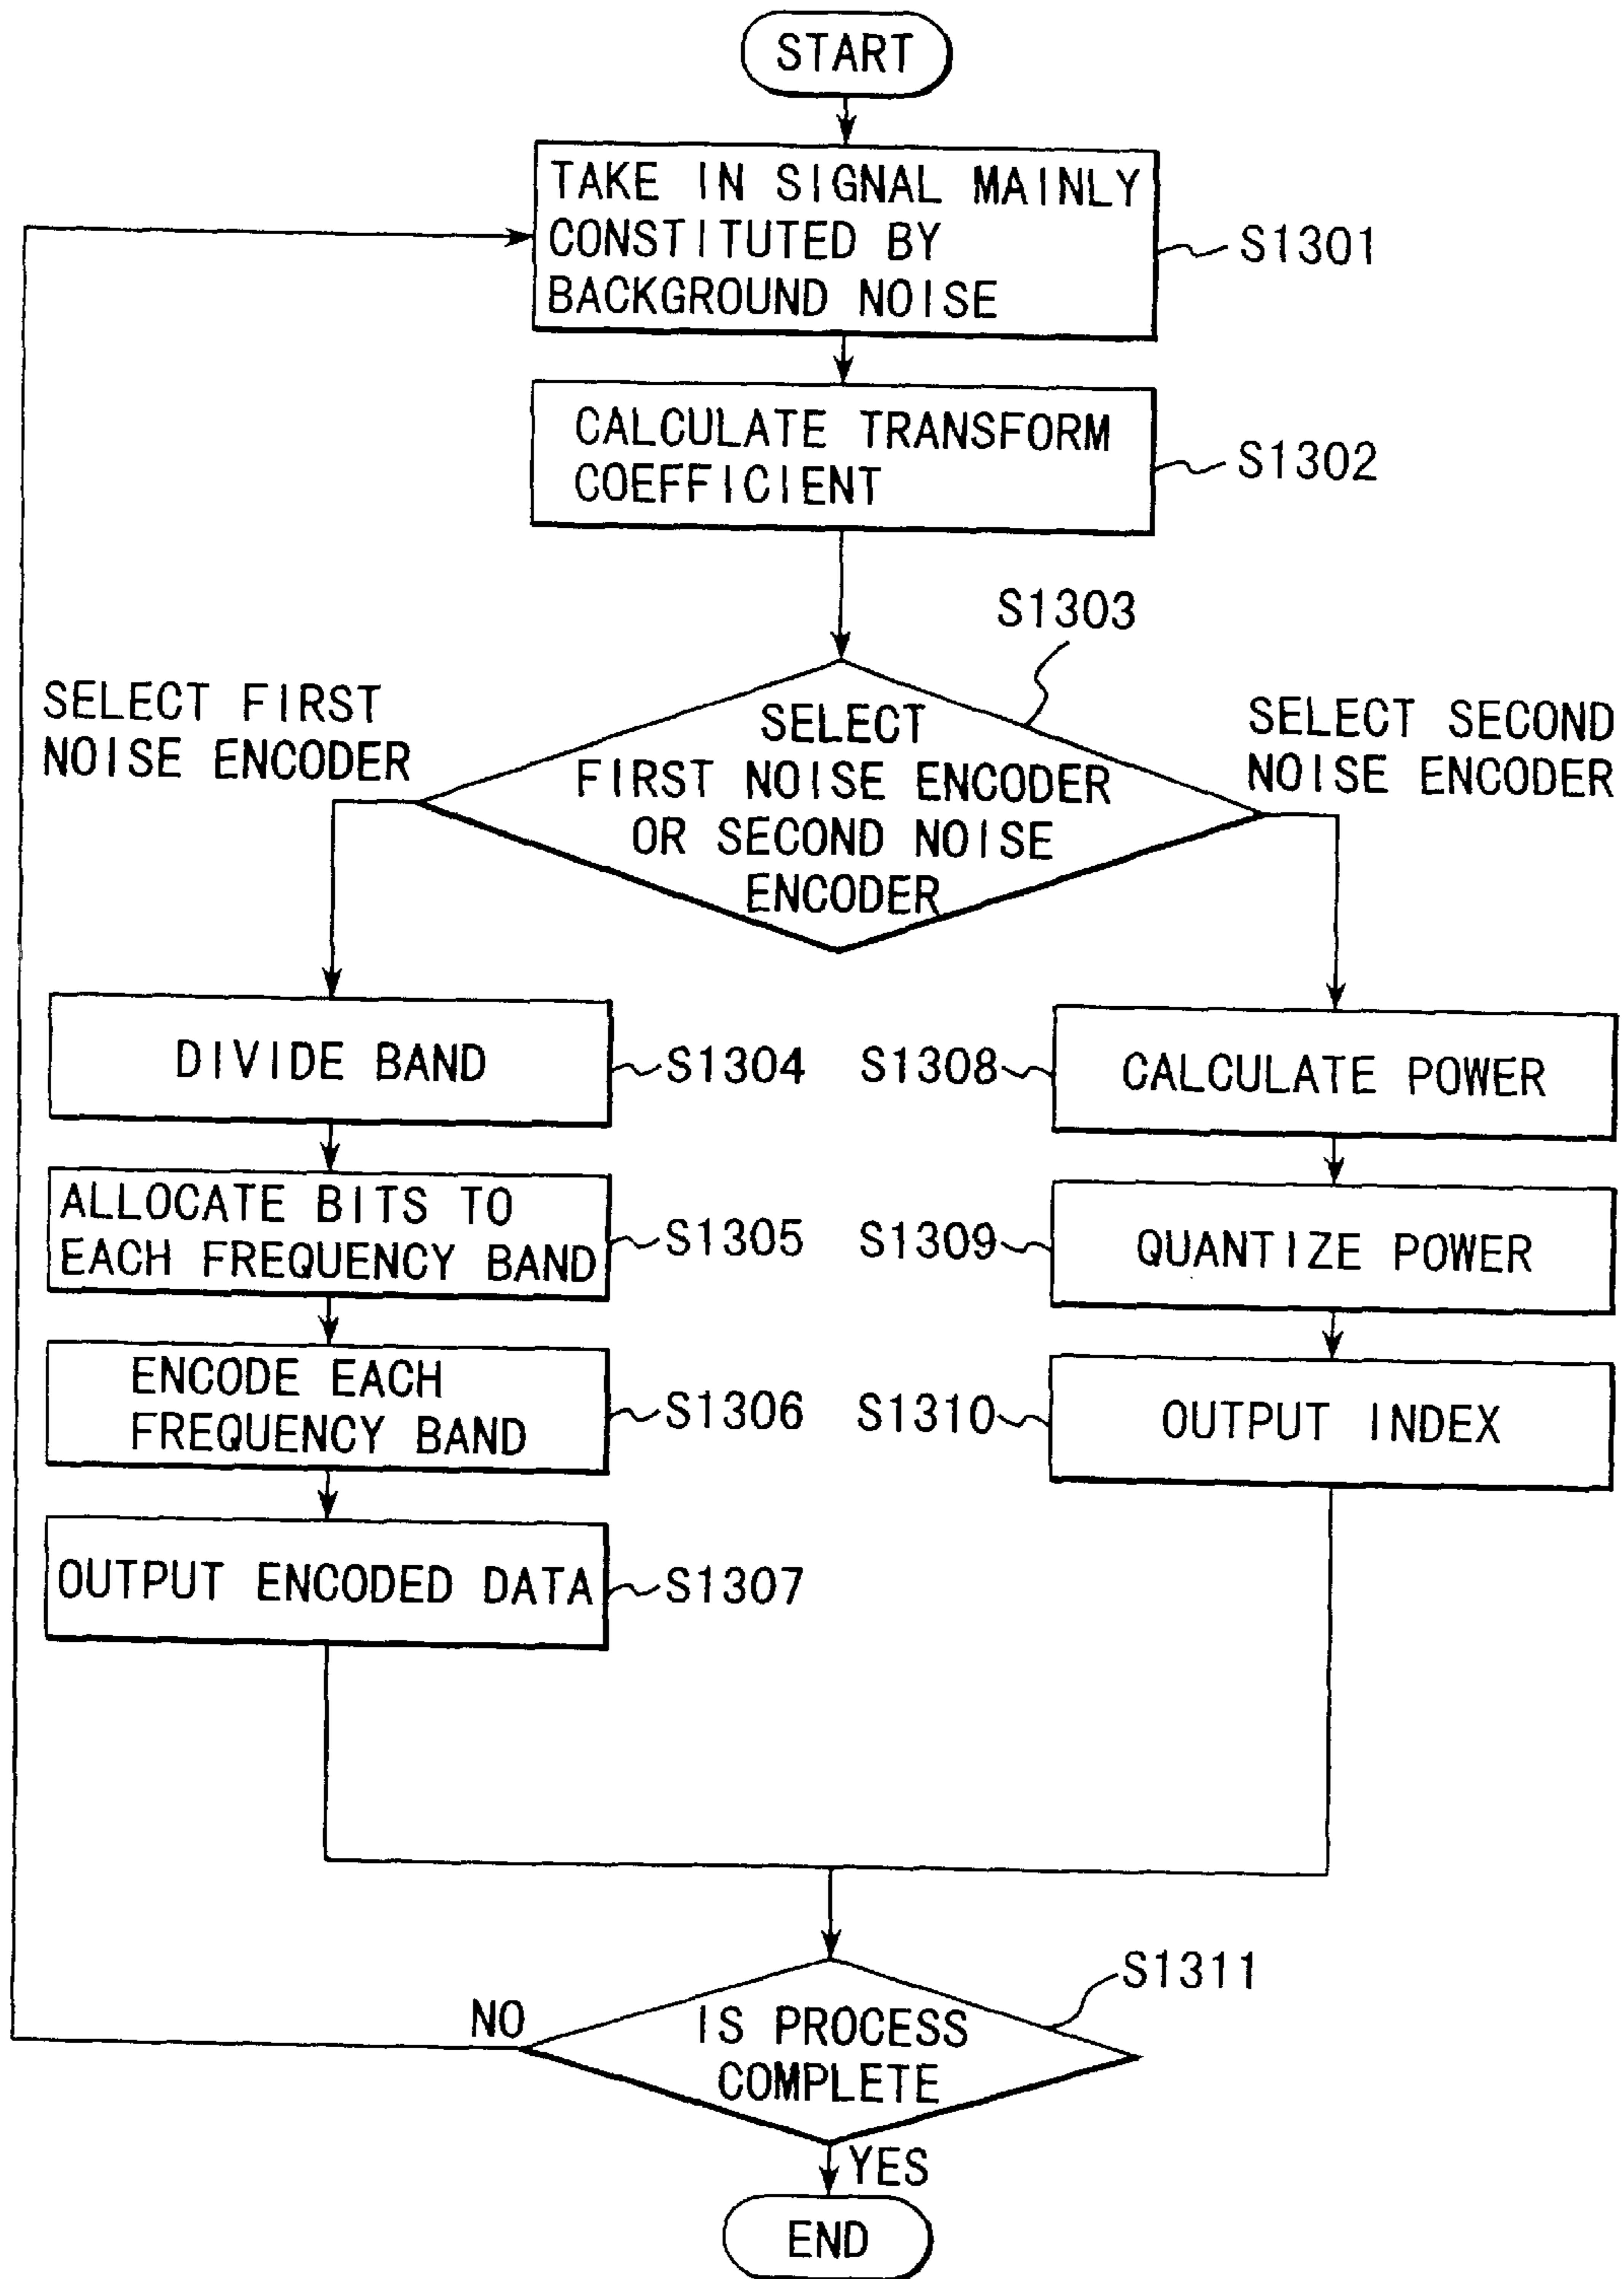 START
TAKE IN SIGNAL MAINLY
CONSTITUTED BY
BACKGROUND NOISE
S1301
CALCULATE TRANSFORM
COEFFICIENT
S1302
S1303
SELECT FIRST
NOISE ENCODER
SELECT
FIRST NOISE ENCODER
OR SECOND NOISE
ENCODER
SELECT SECOND
NOISE ENCODER
DIVIDE BAND
S1304
ALLOCATE BITS TO
EACH FREQUENCY BAND
S1305
ENCODE EACH
FREQUENCY BAND
S1306
OUTPUT ENCODED DATA
S1307
S1308
CALCULATE POWER
S1309
QUANTIZE POWER
S1310
OUTPUT INDEX
S1311
IS PROCESS
COMPLETE
NO
YES
END